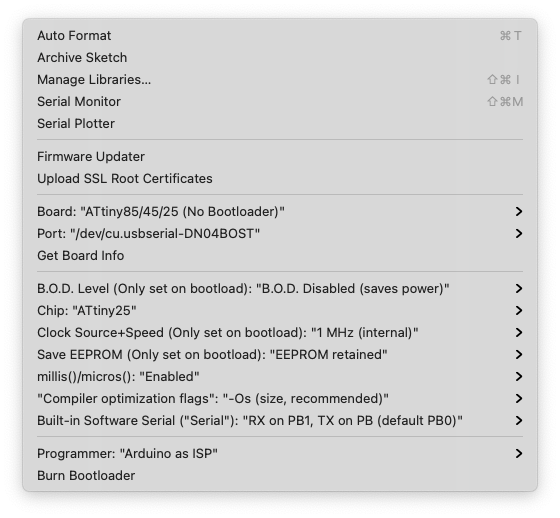 Auto Format ⌘T
Archive Sketch
Manage Libraries... ⇧⌘I
Serial Monitor ⇧⌘M
Serial Plotter
Firmware Updater
Upload SSL Root Certificates
Board: "ATtiny85/45/25 (No Bootloader)"
Port: "/dev/cu.usbserial-DN04BOST"
Get Board Info
B.O.D. Level (Only set on bootload): "B.O.D. Disabled (saves power)"
Chip: "ATtiny25"
Clock Source+Speed (Only set on bootload): "1 MHz (internal)"
Save EEPROM (Only set on bootload): "EEPROM retained"
millis()/micros(): "Enabled"
"Compiler optimization flags": "-Os (size, recommended)"
Built-in Software Serial ("Serial"): "RX on PB1, TX on PB (default PB0)"
Programmer: "Arduino as ISP"
Burn Bootloader